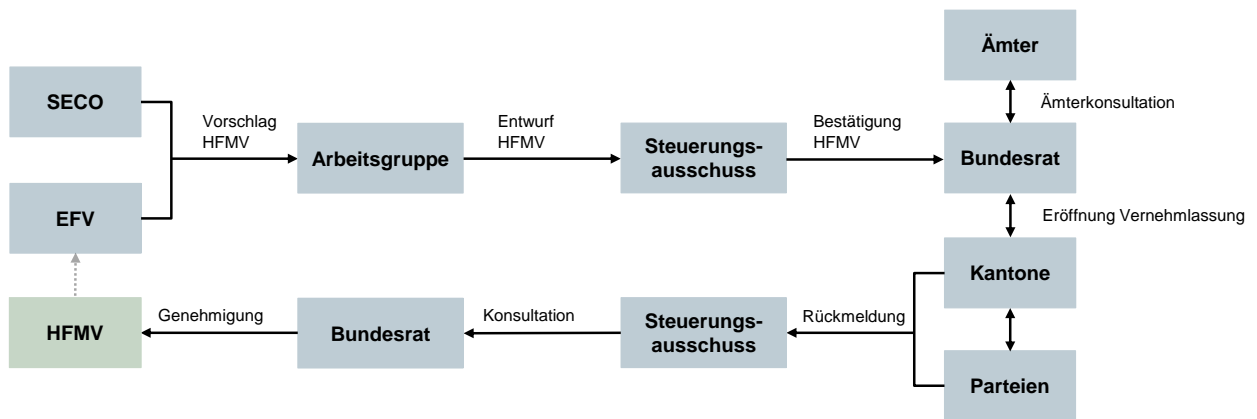 Ämter
SECO
Ämterkonsultation
Vorschlag
HFMV
Entwurf
HFMV
Bestätigung
HFMV
Arbeitsgruppe
Steuerungs-
ausschuss
Bundesrat
EFV
Eröffnung Vernehmlassung
Kantone
HFMV
Genehmigung
Bundesrat
Konsultation
Steuerungs-
ausschuss
Rückmeldung
Parteien